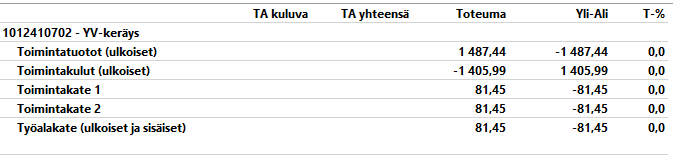 TA kuluva TA yhteensä Toteuma Yli-Ali T-%
1012410702 - YV-keräys
Toimintatuotot (ulkoiset) 1 487,44 -1 487,44 0,0
Toimintakulut (ulkoiset) -1 405,99 1 405,99 0,0
Toimintakate 1 81,45 -81,45 0,0
Toimintakate 2 81,45 -81,45 0,0
Työalakate (ulkoiset ja sisäiset) 81,45 -81,45 0,0